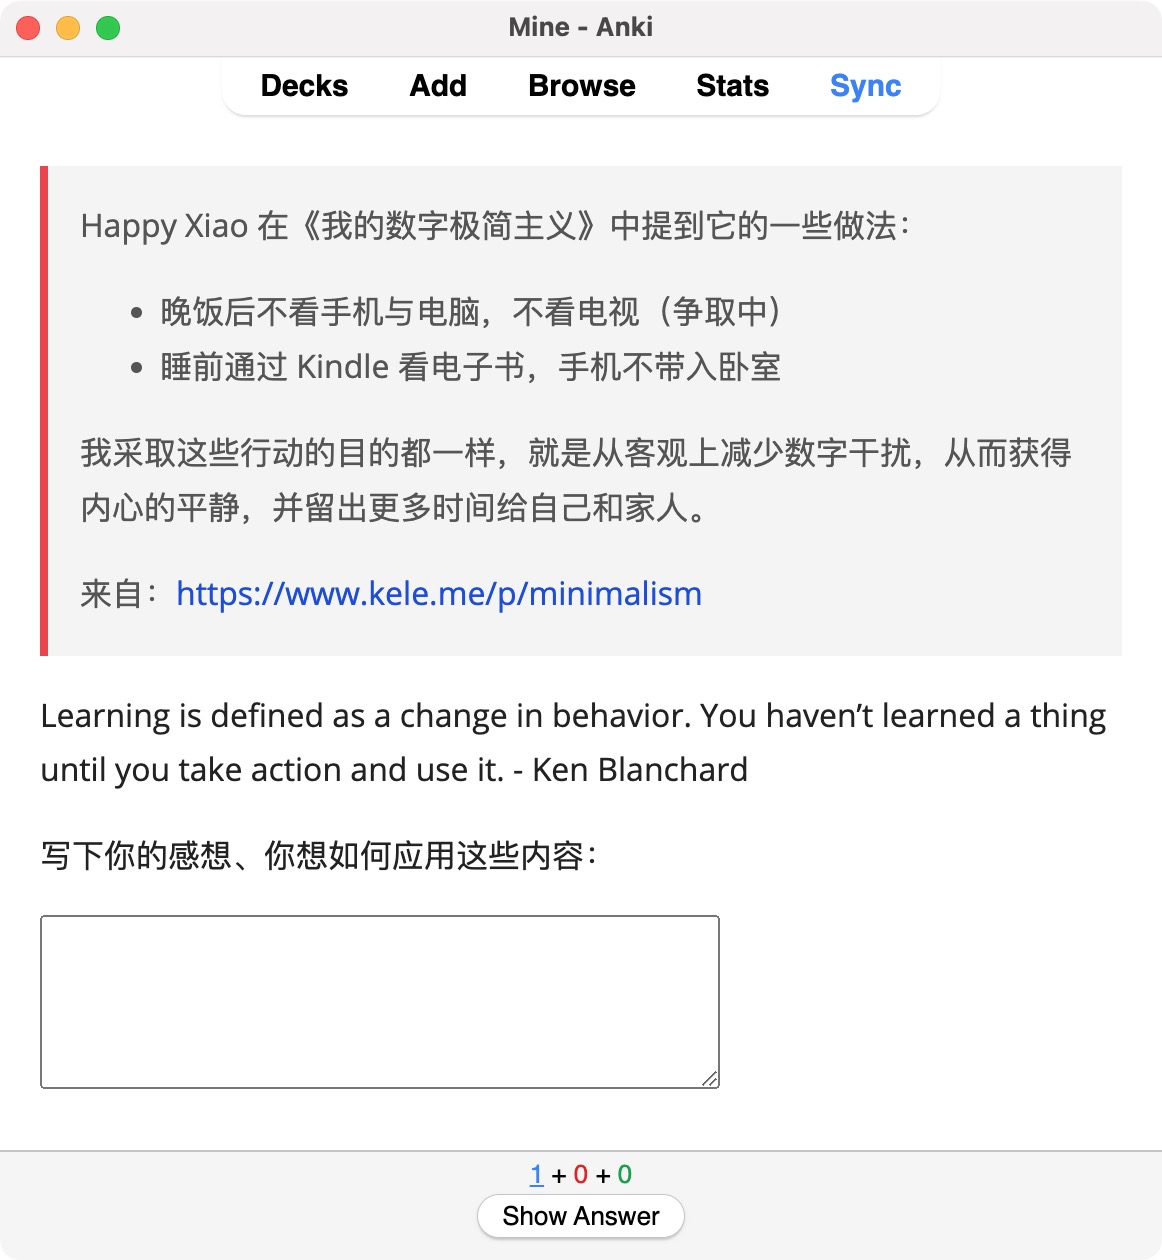 Mine - Anki
Decks Add Browse Stats Sync
Happy Xiao 在《我的数字极简主义》中提到它的一些做法：
• 晚饭后不看手机与电脑，不看电视（争取中）
• 睡前通过 Kindle 看电子书，手机不带入卧室
我采取这些行动的目的都一样，就是从客观上减少数字干扰，从而获得
内心的平静，并留出更多时间给自己和家人。
来自：https://www.kele.me/p/minimalism
Learning is defined as a change in behavior. You haven’t learned a thing
until you take action and use it. - Ken Blanchard
写下你的感想、你想如何应用这些内容：
1 + 0 + 0
Show Answer